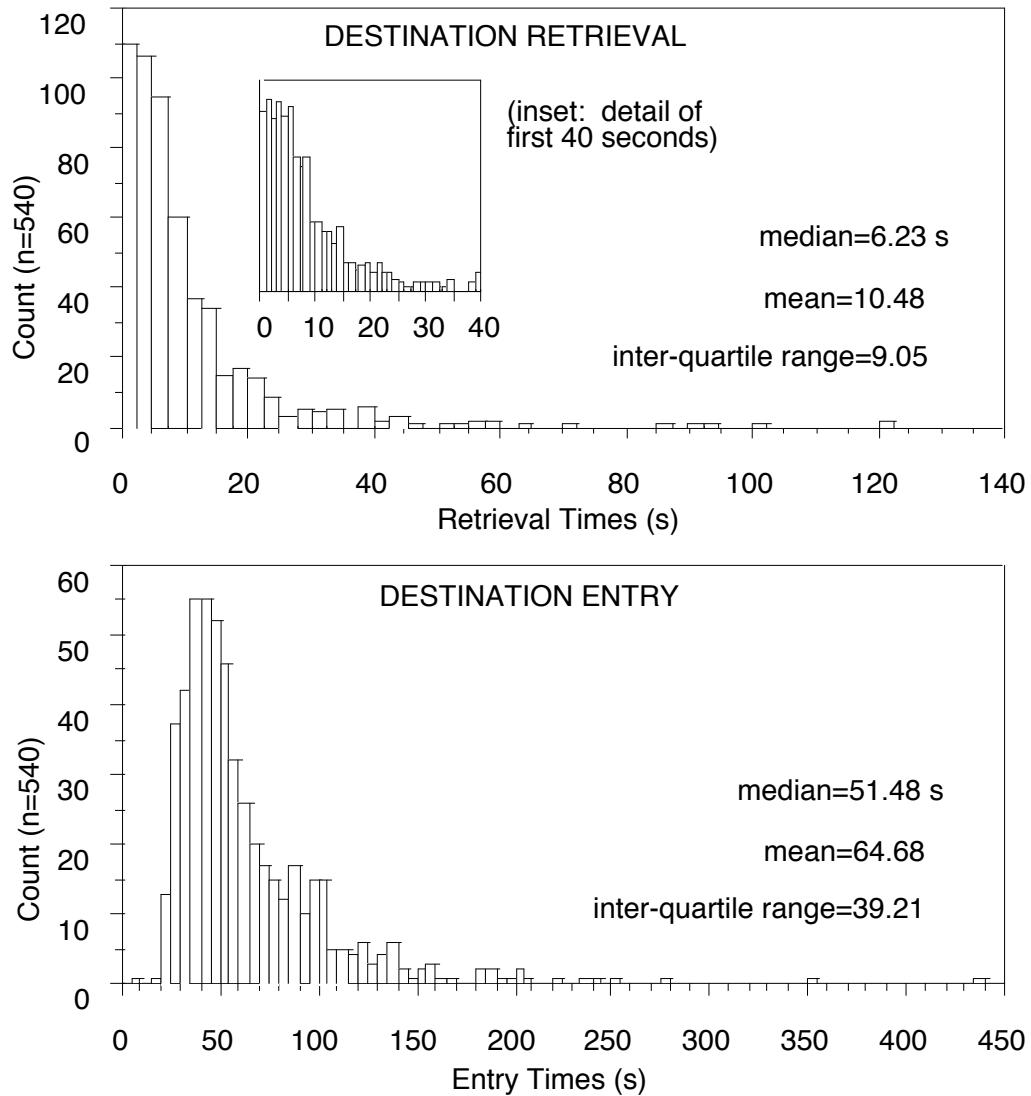 DESTINATION RETRIEVAL
120
100
80
60
40
20
0
Count (n=540)
(inset: detail of
first 40 seconds)
0 10 20 30 40
median=6.23 s
mean=10.48
inter-quartile range=9.05
0 20 40 60 80 100 120 140
Retrieval Times (s)
DESTINATION ENTRY
60
50
40
30
20
10
0
Count (n=540)
median=51.48 s
mean=64.68
inter-quartile range=39.21
0 50 100 150 200 250 300 350 400 450
Entry Times (s)